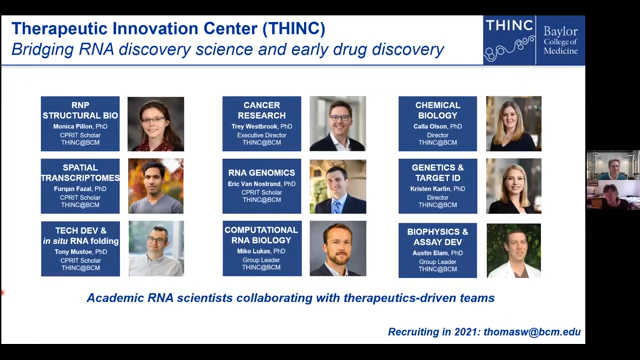 Therapeutic Innovation Center (THINC)
Bridging RNA discovery science and early drug discovery
THINC
Baylor
College of
Medicine
RNP
STRUCTURAL BIO
Monica Pillon, PhD
CPRIT Scholar
THINC@BCM
CANCER
RESEARCH
Trey Westbrook, PhD
Executive Director
THINC@BCM
CHEMICAL
BIOLOGY
Calla Olson, PhD
Director
THINC@BCM
SPATIAL
TRANSCRIPTOMES
Furqan Fazal, PhD
CPRIT Scholar
THINC@BCM
RNA GENOMICS
Eric Van Nostrand, PhD
CPRIT Scholar
THINC@BCM
GENETICS &
TARGET ID
Kristen Karlin, PhD
Director
THINC@BCM
TECH DEV &
in situ RNA folding
Tony Mustoe, PhD
CPRIT Scholar
THINC@BCM
COMPUTATIONAL
RNA BIOLOGY
Miko Lukas, PhD
Group Leader
THINC@BCM
BIOPHYSICS &
ASSAY DEV
Austin Elam, PhD
Group Leader
THINC@BCM
Academic RNA scientists collaborating with therapeutics-driven teams
Recruiting in 2021: thomasw@bcm.edu